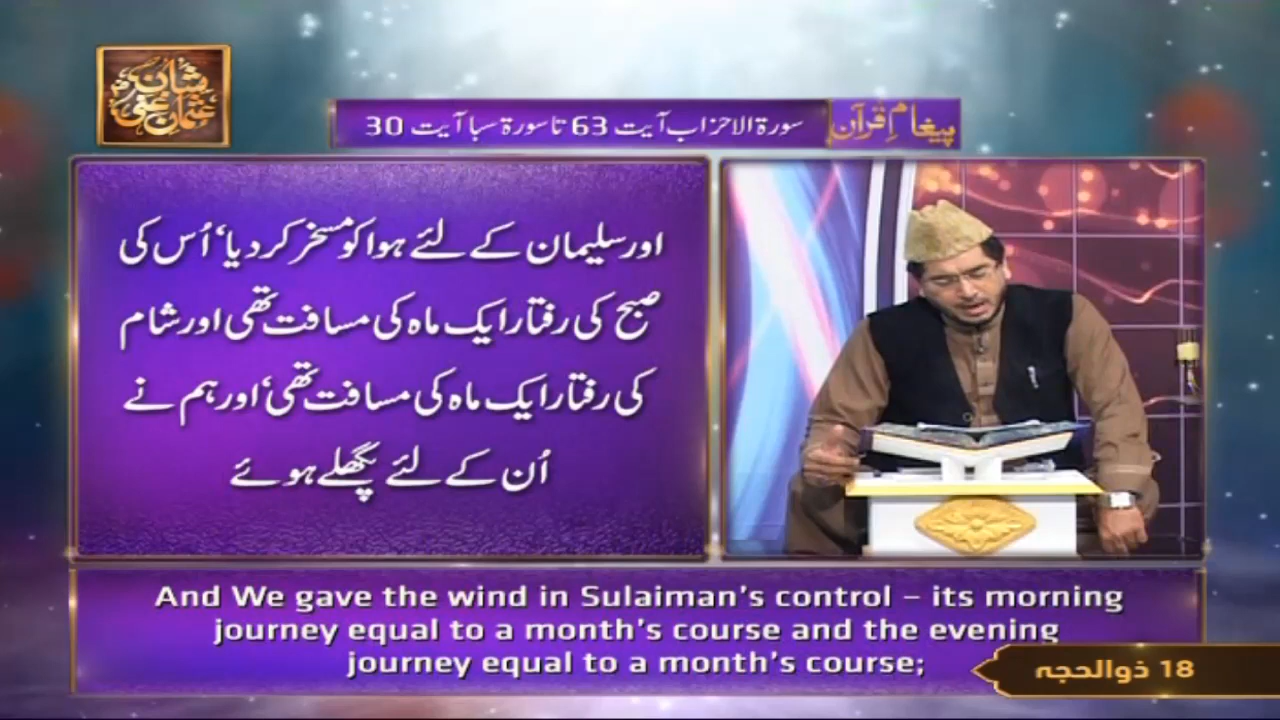 شان عثمان غنی
پیغامِ قرآن
سورۃ الاحزاب آیت 63 تا سورۃ سبا آیت 30
اور سلیمان کے لئے ہوا کو مسخر کر دیا، اُس کی
صبح کی رفتار ایک ماہ کی مسافت تھی اور شام
کی رفتار ایک ماہ کی مسافت تھی، اور ہم نے
اُن کے لئے پگھلے ہوئے
And We gave the wind in Sulaiman's control – its morning
journey equal to a month's course and the evening
journey equal to a month's course;
18 ذوالحجہ